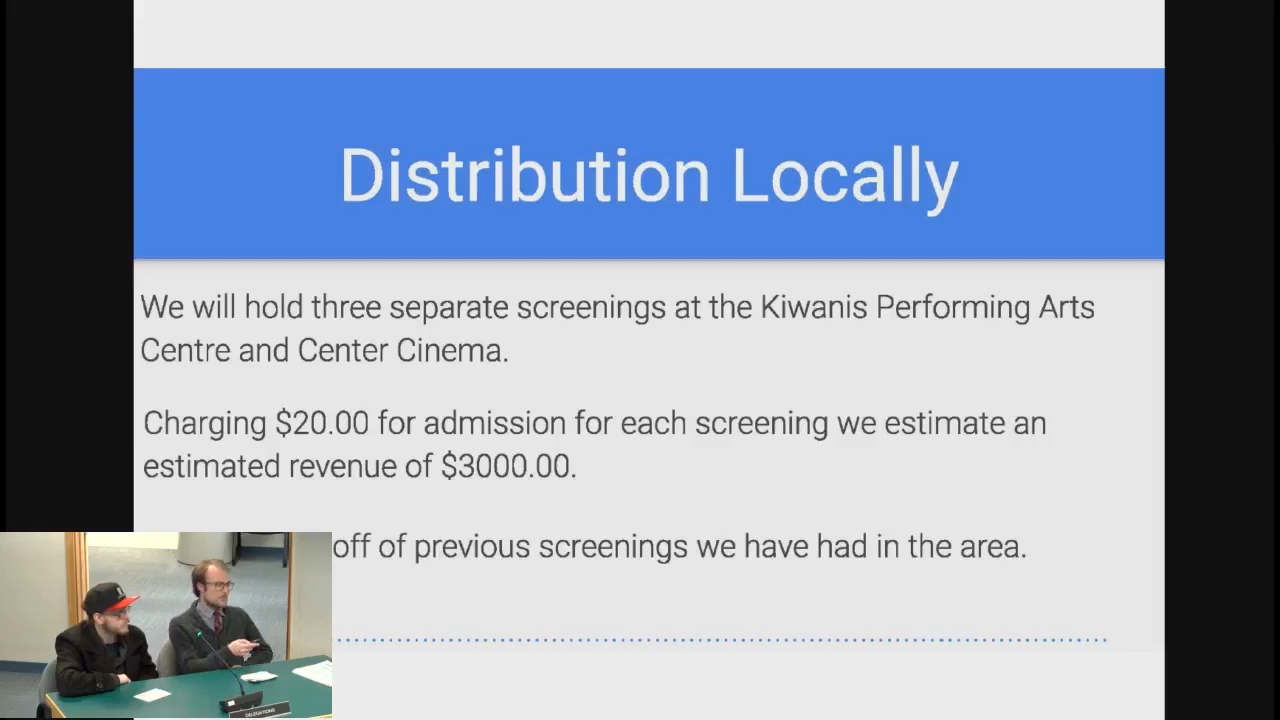 Distribution Locally
We will hold three separate screenings at the Kiwanis Performing Arts
Centre and Center Cinema.
Charging $20.00 for admission for each screening we estimate an
estimated revenue of $3000.00.
off of previous screenings we have had in the area.
DELEGATIONS